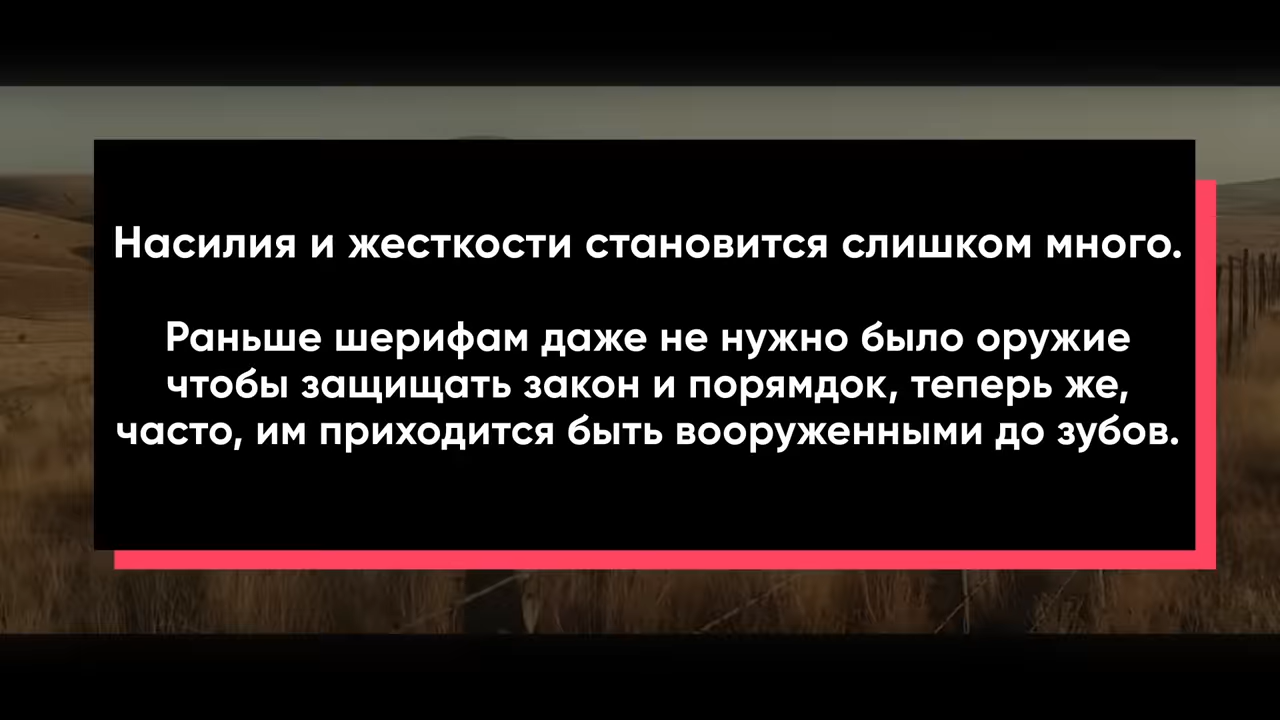 Насилия и жесткости становится слишком много.
Раньше шерифам даже не нужно было оружие
чтобы защищать закон и порямдок, теперь же,
часто, им приходится быть вооруженными до зубов.